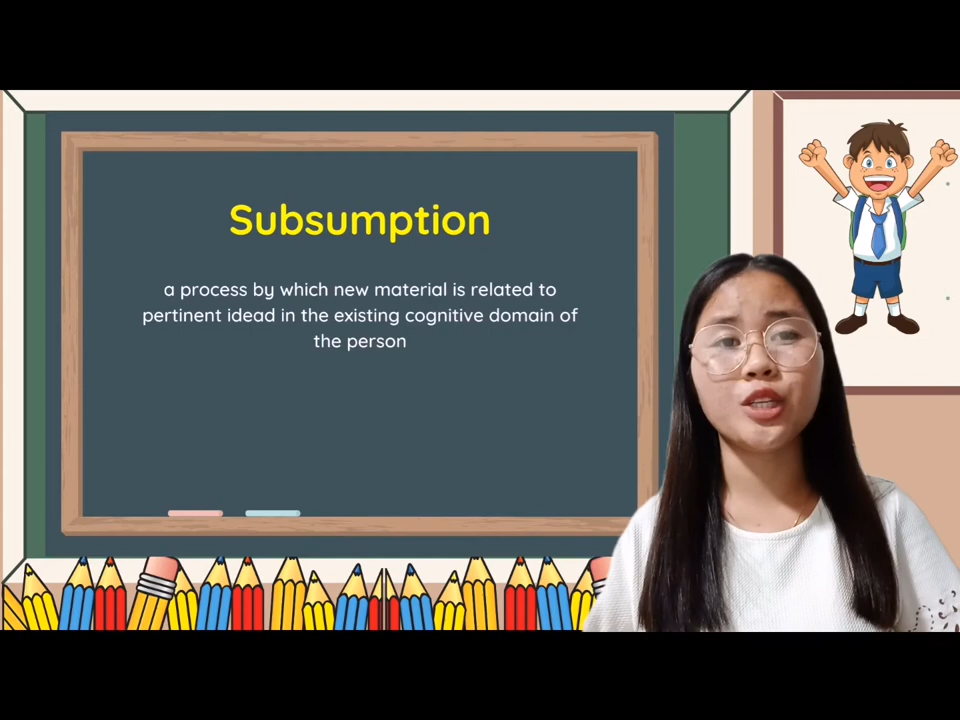 Subsumption
a process by which new material is related to
pertinent idead in the existing cognitive domain of
the person